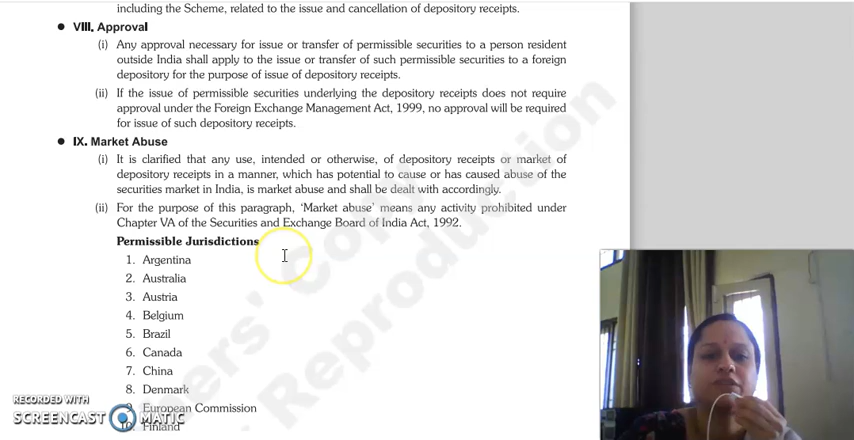 including the Scheme, related to the issue and cancellation of depository receipts.
• VIII. Approval
(i) Any approval necessary for issue or transfer of permissible securities to a person resident
outside India shall apply to the issue or transfer of such permissible securities to a foreign
depository for the purpose of issue of depository receipts.
(ii) If the issue of permissible securities underlying the depository receipts does not require
approval under the Foreign Exchange Management Act, 1999, no approval will be required
for issue of such depository receipts.
• IX. Market Abuse
(i) It is clarified that any use, intended or otherwise, of depository receipts or market of
depository receipts in a manner, which has potential to cause or has caused abuse of the
securities market in India, is market abuse and shall be dealt with accordingly.
(ii) For the purpose of this paragraph, ‘Market abuse’ means any activity prohibited under
Chapter VA of the Securities and Exchange Board of India Act, 1992.
Permissible Jurisdictions
1. Argentina
2. Australia
3. Austria
4. Belgium
5. Brazil
6. Canada
7. China
8. Denmark
9. European Commission
10. Finland
RECORDED WITH
SCREENCAST MATIC
Copy
Reproduction